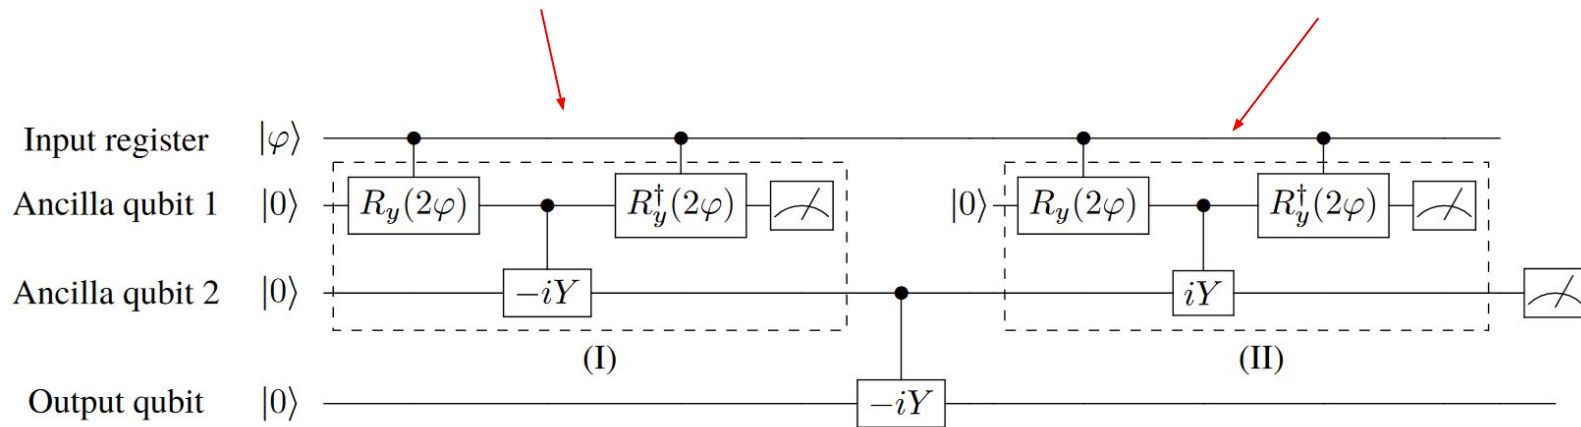 Input register |φ⟩
Ancilla qubit 1 |0⟩ R_y(2φ) R_y^†(2φ) |0⟩ R_y(2φ) R_y^†(2φ)
Ancilla qubit 2 |0⟩ −iY iY
(I) (II)
Output qubit |0⟩ −iY